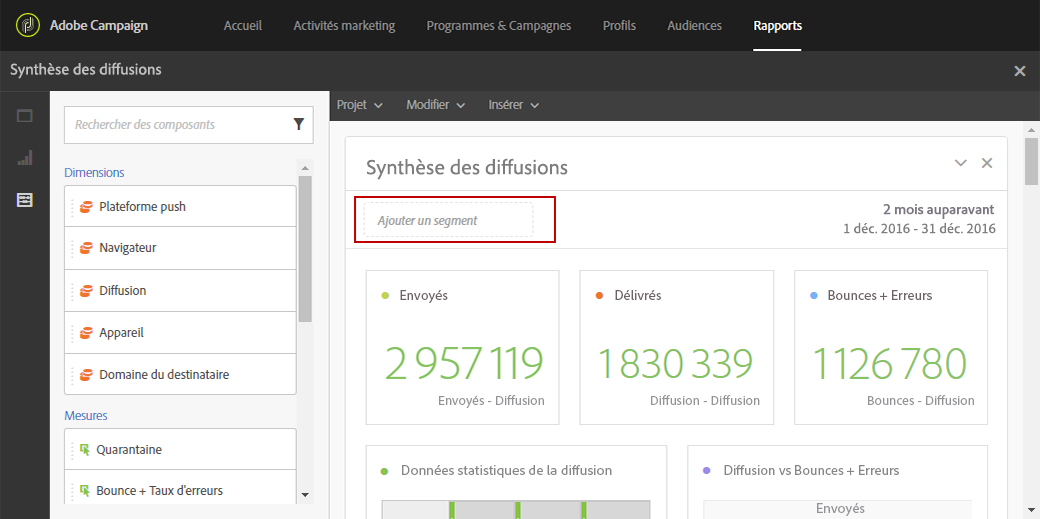 Adobe Campaign
Accueil
Activités marketing
Programmes & Campagnes
Profils
Audiences
Rapports
Synthèse des diffusions
Projet
Modifier
Insérer
Rechercher des composants
Dimensions
Plateforme push
Navigateur
Diffusion
Appareil
Domaine du destinataire
Mesures
Quarantaine
Bounce + Taux d'erreurs
Synthèse des diffusions
Ajouter un segment
2 mois auparavant
1 déc. 2016 - 31 déc. 2016
Envoyés
2 957 119
Envoyés - Diffusion
Délivrés
1 830 339
Diffusion - Diffusion
Bounces + Erreurs
1 126 780
Bounces - Diffusion
Données statistiques de la diffusion
Diffusion vs Bounces + Erreurs
Envoyés